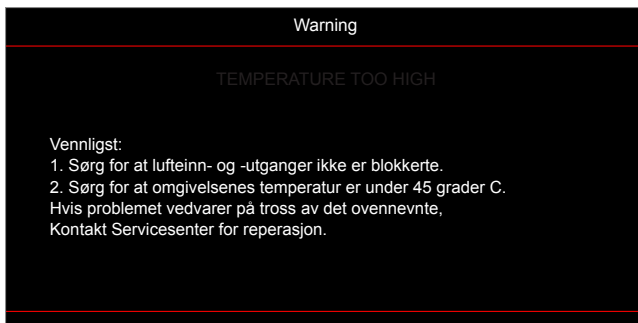 Warning
TEMPERATURE TOO HIGH
Vennligst:
1. Sørg for at lufteinn- og -utganger ikke er blokkerte.
2. Sørg for at omgivelsenes temperatur er under 45 grader C.
Hvis problemet vedvarer på tross av det ovennevnte,
Kontakt Servicesenter for reperasjon.